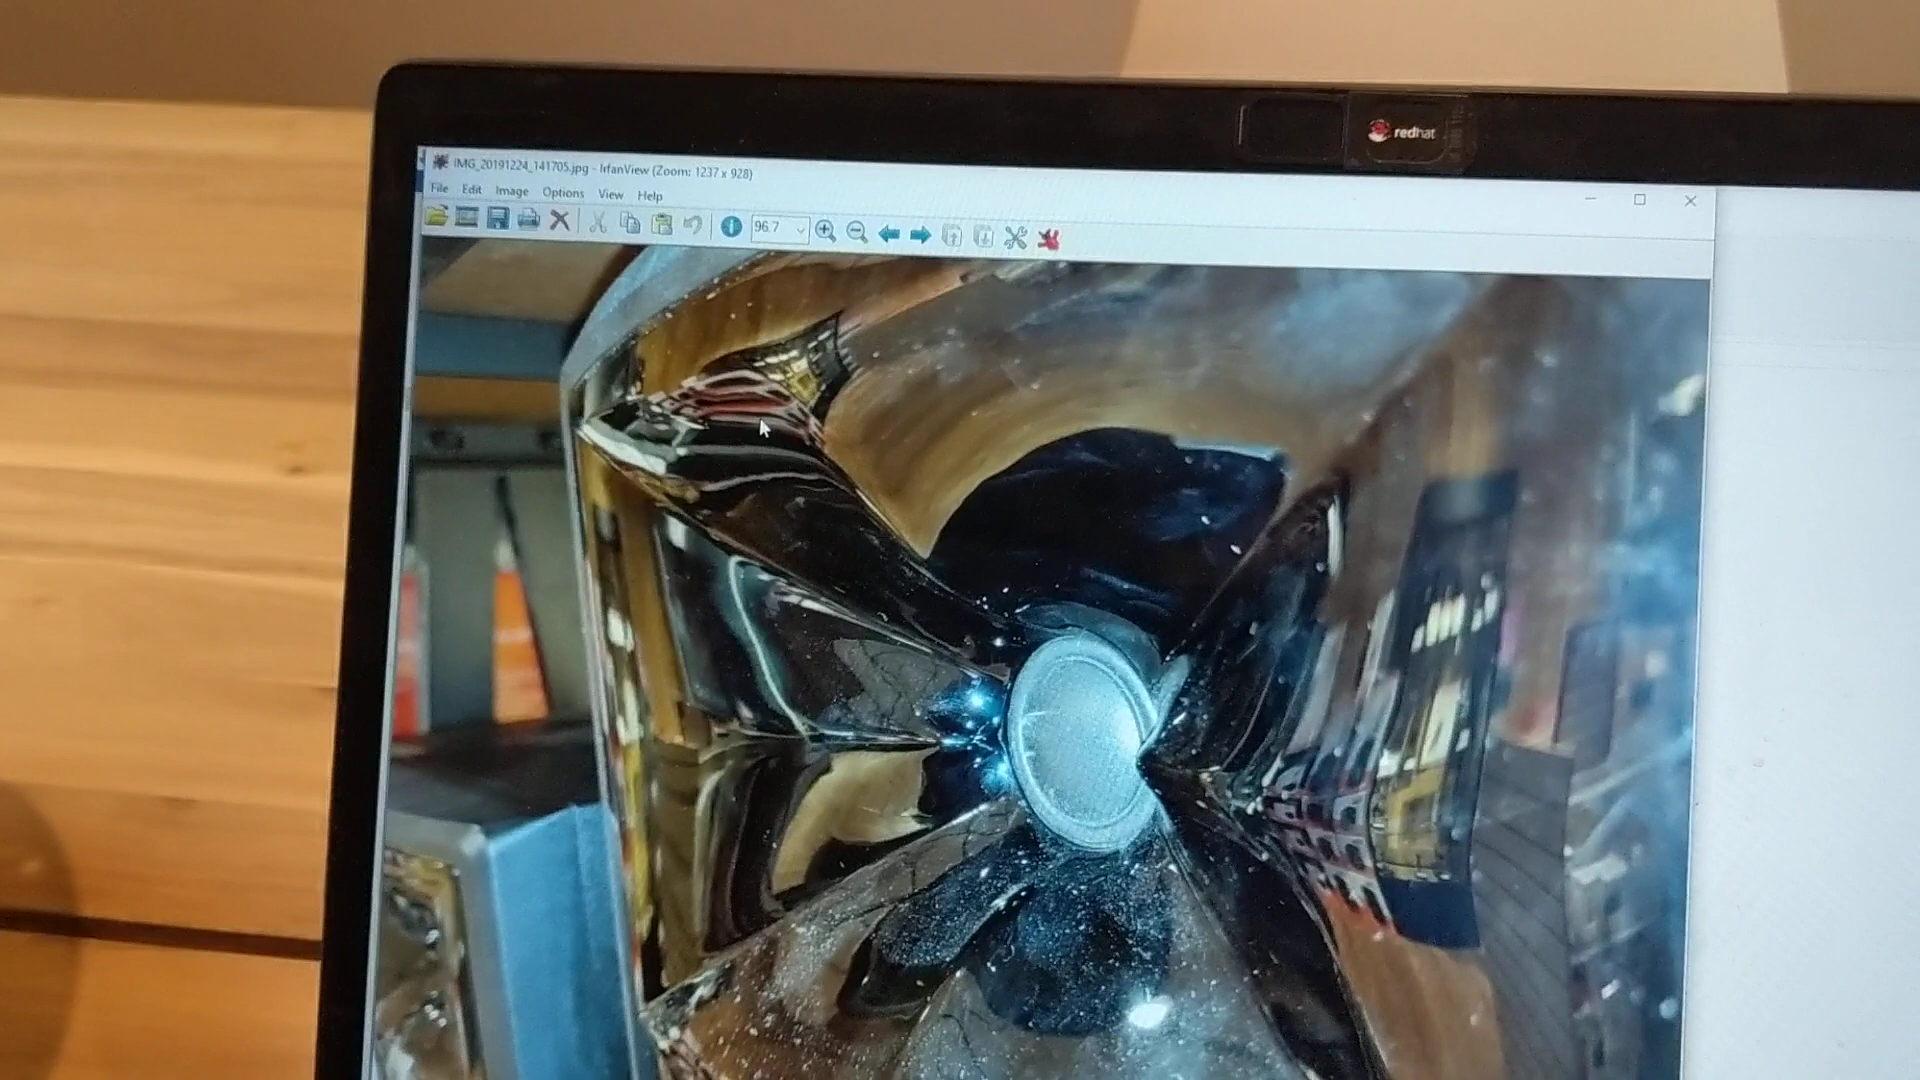 redhat
IMG_20191224_141705.jpg - IrfanView (Zoom: 1237 x 928)
File Edit Image Options View Help
96.7